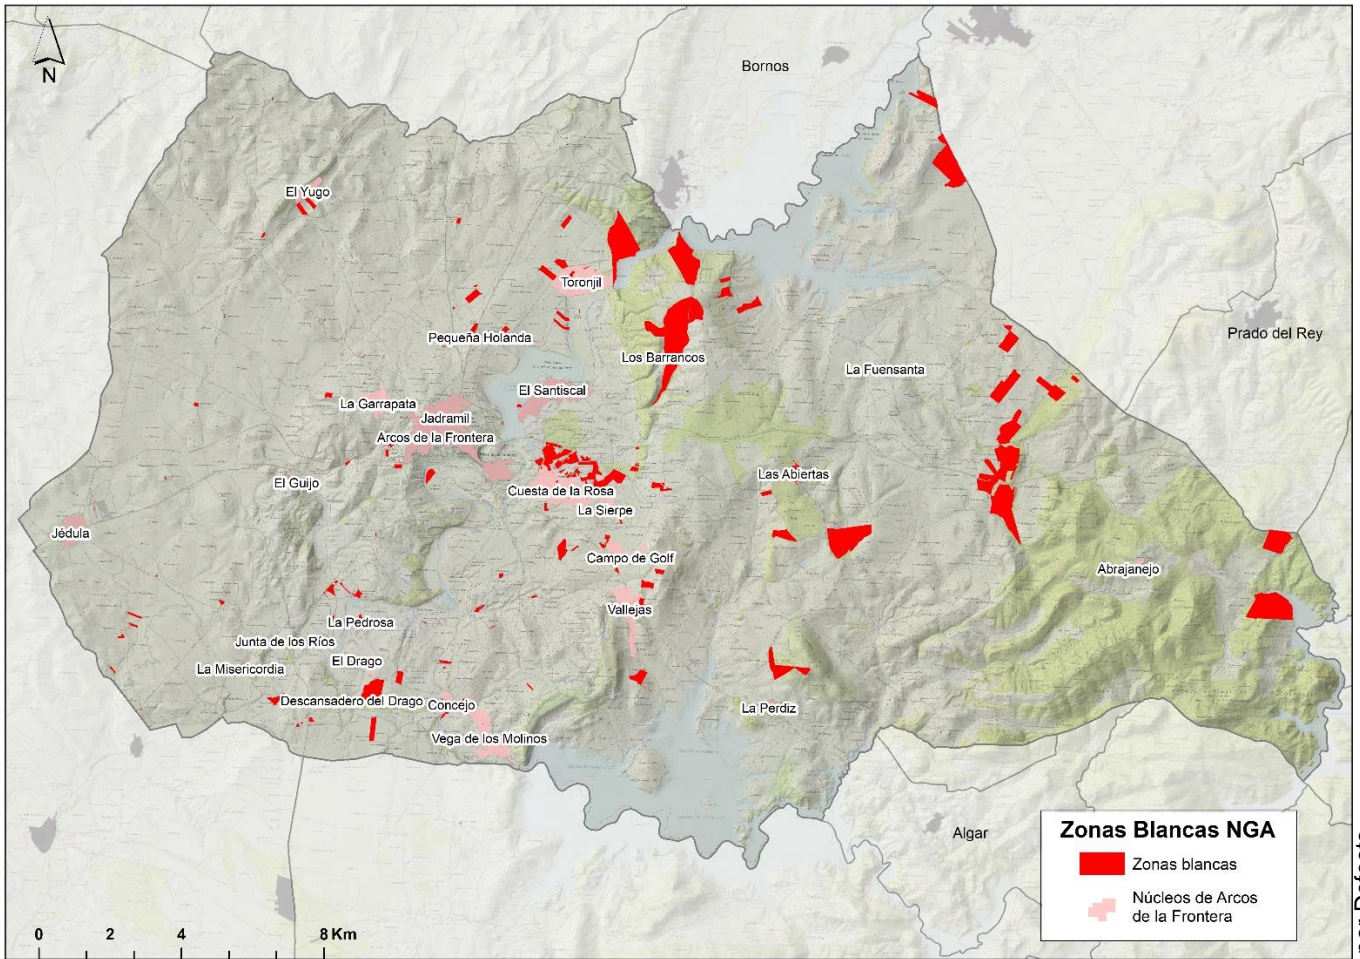 N
Bornos
El Yugo
Toronjil
Prado del Rey
Pequeña Holanda
Los Barrancos
La Fuensanta
El Santiscal
La Garrapata
Jadramil
Arcos de la Frontera
Las Abiertas
El Guijo
Cuesta de la Rosa
La Sierpe
Jédula
Campo de Golf
Abrajanejo
Vallejas
La Pedrosa
Junta de los Ríos
El Drago
La Misericordia
Descansadero del Drago
Concejo
La Perdiz
Vega de los Molinos
Algar
Zonas Blancas NGA
Zonas blancas
Núcleos de Arcos
de la Frontera
0 2 4 8 Km